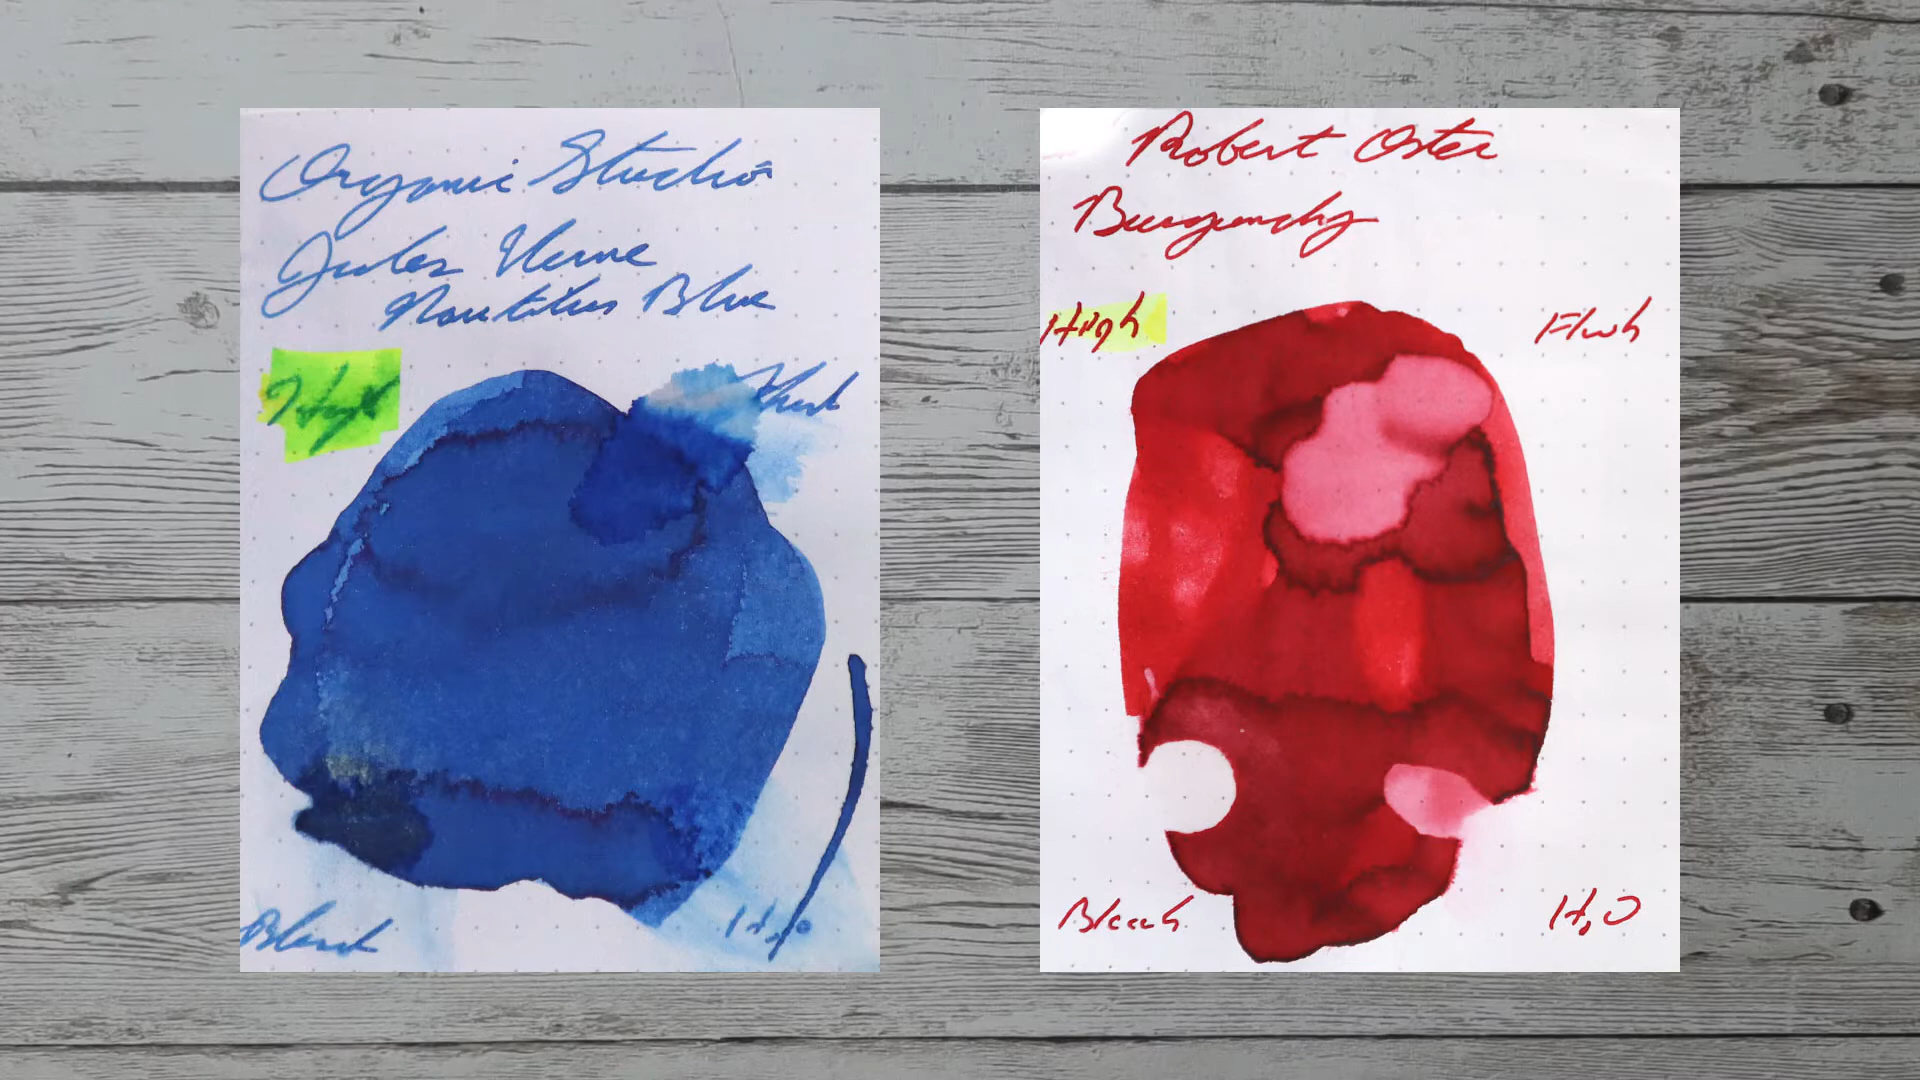 Organic Studio
Jules Verne
Nautilus Blue
High
Flush
Bleach
H₂O
Robert Oster
Burgundy
High
Flush
Bleach
H₂O